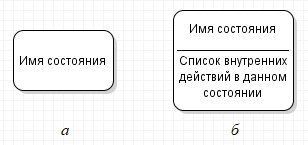 Имя состояния
Имя состояния
Список внутренних
действий в данном
состоянии
а
б